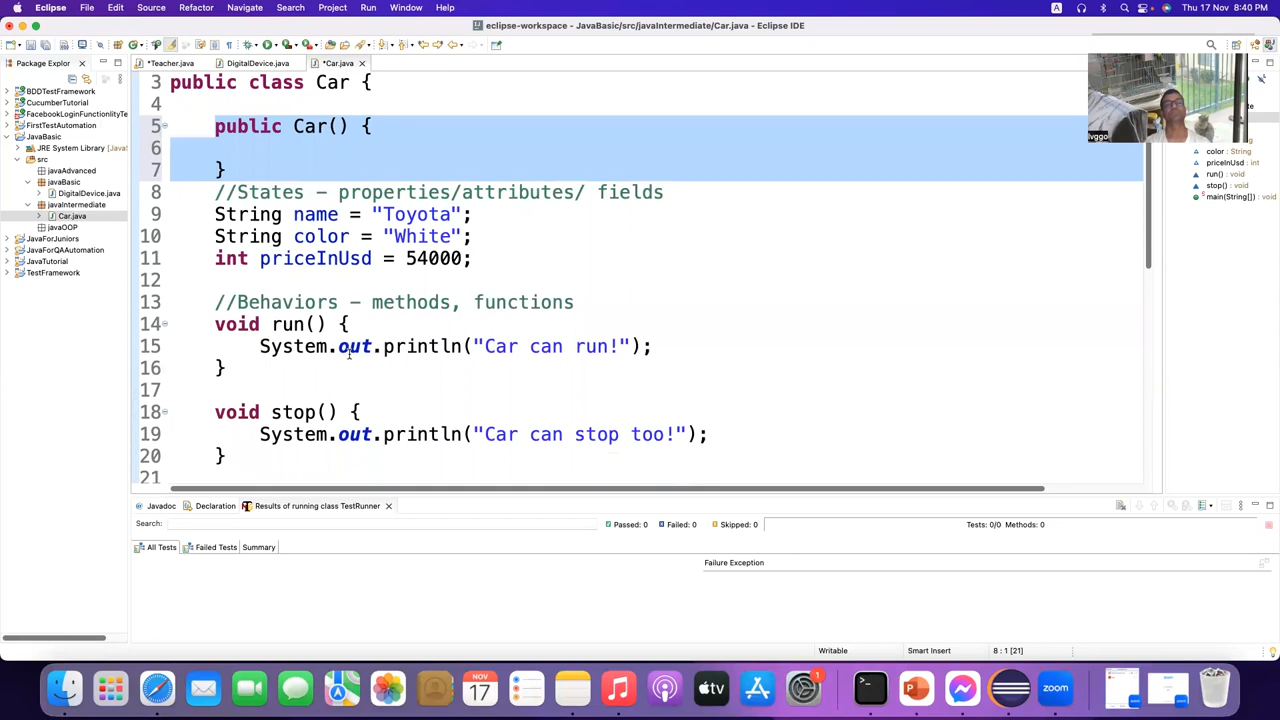 Eclipse File Edit Source Refactor Navigate Search Project Run Window Help
A
Thu 17 Nov 8:40 PM
eclipse-workspace - JavaBasic/src/javaIntermediate/Car.java - Eclipse IDE
Package Explorer
*Teacher.java
DigitalDevice.java
*Car.java
BDDTestFramework
CucumberTutorial
FacebookLoginFunctionlityTe
FirstTestAutomation
JavaBasic
JRE System Library [Java
src
javaAdvanced
javaBasic
DigitalDevice.java
javaIntermediate
Car.java
javaOOP
JavaForJuniors
JavaForQAAutomation
JavaTutorial
TestFramework
3 public class Car {
4
5 public Car() {
6
7 }
8 //States - properties/attributes/ fields
9 String name = "Toyota";
10 String color = "White";
11 int priceInUsd = 54000;
12
13 //Behaviors - methods, functions
14 void run() {
15 System.out.println("Car can run!");
16 }
17
18 void stop() {
19 System.out.println("Car can stop too!");
20 }
21
color : String
priceInUsd : int
run() : void
stop() : void
main(String[]) : void
Javadoc
Declaration
Results of running class TestRunner
Search:
Passed: 0
Failed: 0
Skipped: 0
Tests: 0/0 Methods: 0
All Tests
Failed Tests
Summary
Failure Exception
Writable
Smart Insert
8 : 1 [21]
NOV
17
tv
1
zoom